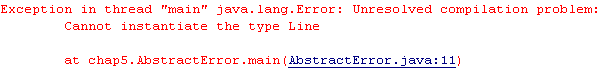 Exception in thread "main" java.lang.Error: Unresolved compilation problem:
Cannot instantiate the type Line
at chap5.AbstractError.main(AbstractError.java:11)